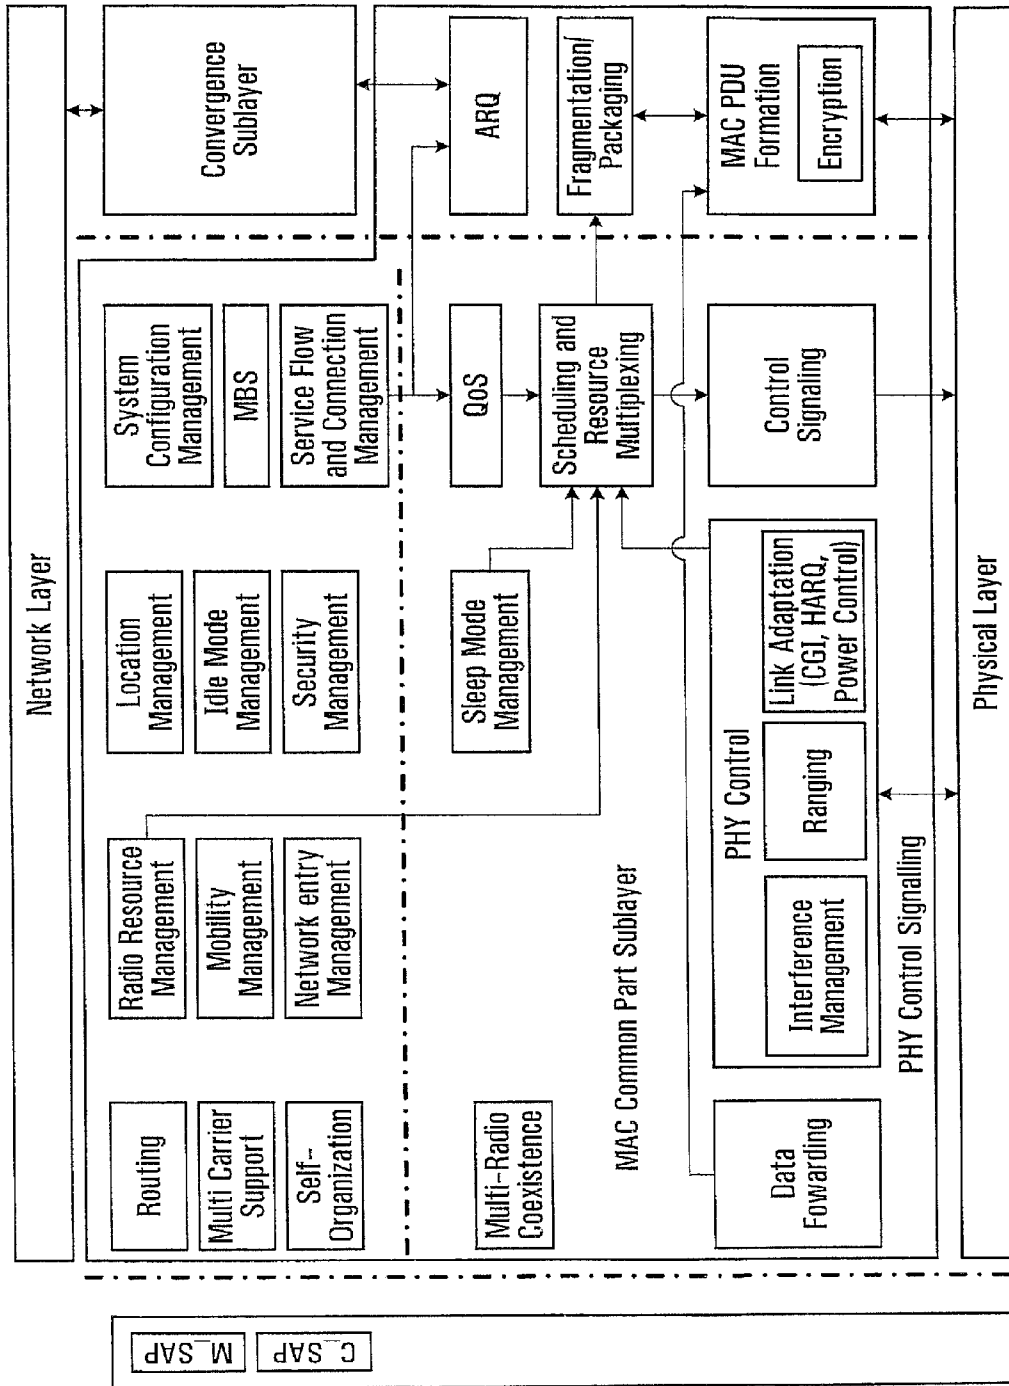 Network Layer
Routing
Multi Carrier
Support
Self-
Organization
Radio Resource
Management
Mobility
Management
Network entry
Management
Location
Management
Idle Mode
Management
Security
Management
System
Configuration
Management
MBS
Service Flow
and Connection
Management
Convergence
Sublayer
Multi-Radio
Coexistence
Sleep Mode
Management
QoS
ARQ
Scheduling and
Resource
Multiplexing
Fragmentation/
Packaging
MAC Common Part Sublayer
Data
Fowarding
PHY Control
Interference
Management
Ranging
Link Adaptation
(CGI, HARQ,
Power Control)
Control
Signaling
MAC PDU
Formation
Encryption
PHY Control Signalling
Physical Layer
M_SAP
C_SAP